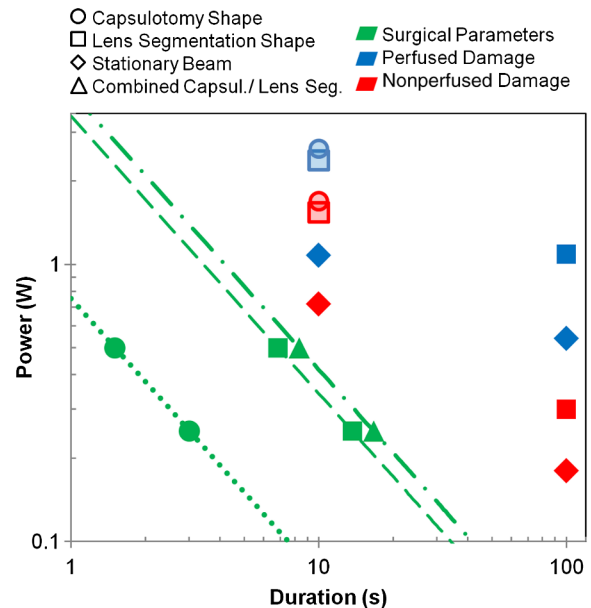 Capsulotomy Shape
Lens Segmentation Shape
Stationary Beam
Combined Capsul./ Lens Seg.
Surgical Parameters
Perfused Damage
Nonperfused Damage
Power (W)
1
0.1
1
10
100
Duration (s)